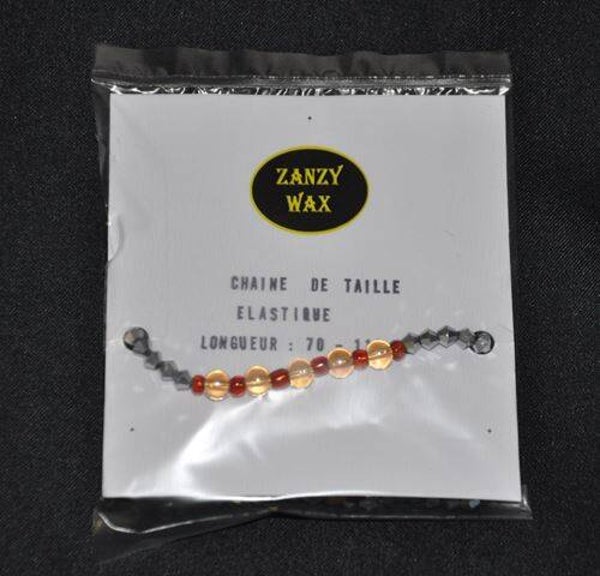 ZANZY
WAX
CHAINE DE TAILLE
ELASTIQUE
LONGUEUR : 70 -